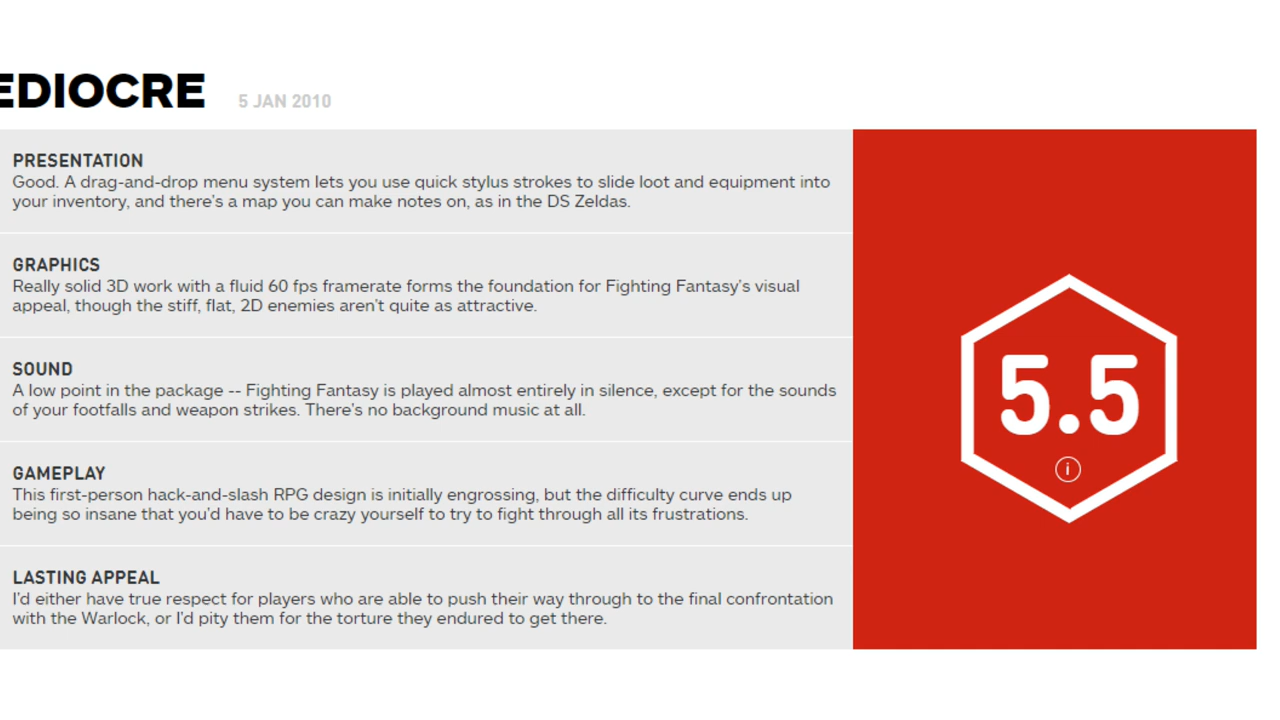 EDIOCRE 5 JAN 2010
PRESENTATION
Good. A drag-and-drop menu system lets you use quick stylus strokes to slide loot and equipment into
your inventory, and there's a map you can make notes on, as in the DS Zeldas.
GRAPHICS
Really solid 3D work with a fluid 60 fps framerate forms the foundation for Fighting Fantasy's visual
appeal, though the stiff, flat, 2D enemies aren't quite as attractive.
SOUND
A low point in the package -- Fighting Fantasy is played almost entirely in silence, except for the sounds
of your footfalls and weapon strikes. There's no background music at all.
GAMEPLAY
This first-person hack-and-slash RPG design is initially engrossing, but the difficulty curve ends up
being so insane that you'd have to be crazy yourself to try to fight through all its frustrations.
LASTING APPEAL
I'd either have true respect for players who are able to push their way through to the final confrontation
with the Warlock, or I'd pity them for the torture they endured to get there.
5.5
i